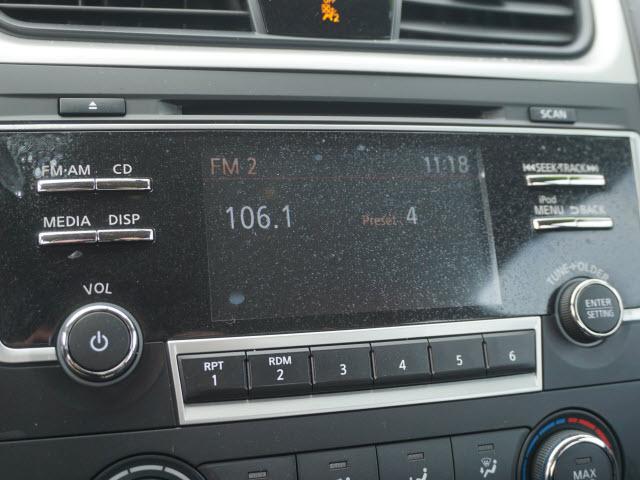 SCAN
FM·AM CD
FM 2 11:18
SEEK·TRACK
MEDIA DISP
106.1 Preset 4
iPod
MENU BACK
VOL
TUNE·FOLDER
ENTER
SETTING
RPT
1
RDM
2
3
4
5
6
MAX